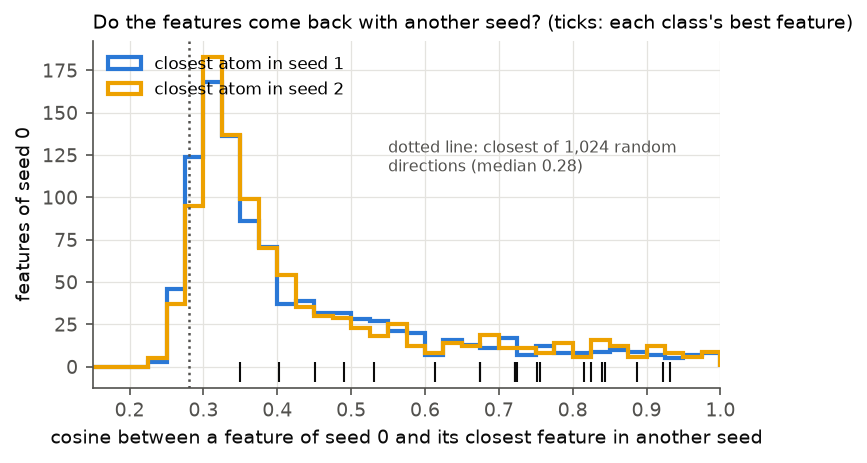 Do the features come back with another seed? (ticks: each class's best feature)
closest atom in seed 1
closest atom in seed 2
dotted line: closest of 1,024 random
directions (median 0.28)
features of seed 0
175
150
125
100
75
50
25
0
0.2 0.3 0.4 0.5 0.6 0.7 0.8 0.9 1.0
cosine between a feature of seed 0 and its closest feature in another seed